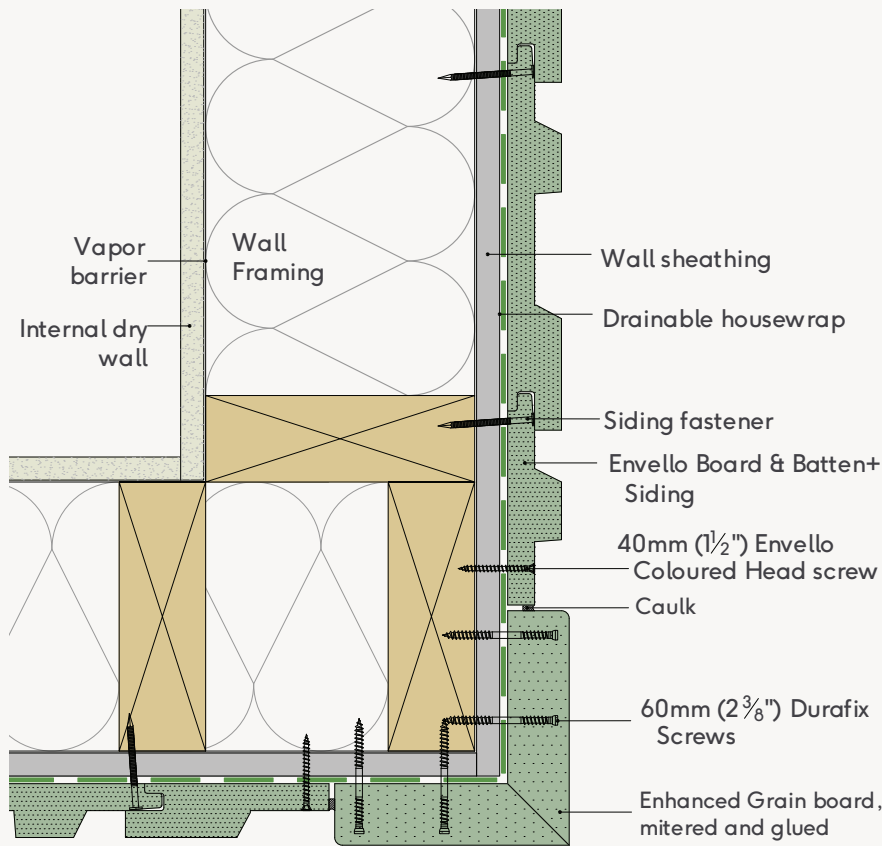 Vapor
barrier
Wall
Framing
Internal dry
wall
Wall sheathing
Drainable housewrap
Siding fastener
Envello Board & Batten+
Siding
40mm (1½") Envello
Coloured Head screw
Caulk
60mm (2⅜") Durafix
Screws
Enhanced Grain board,
mitered and glued